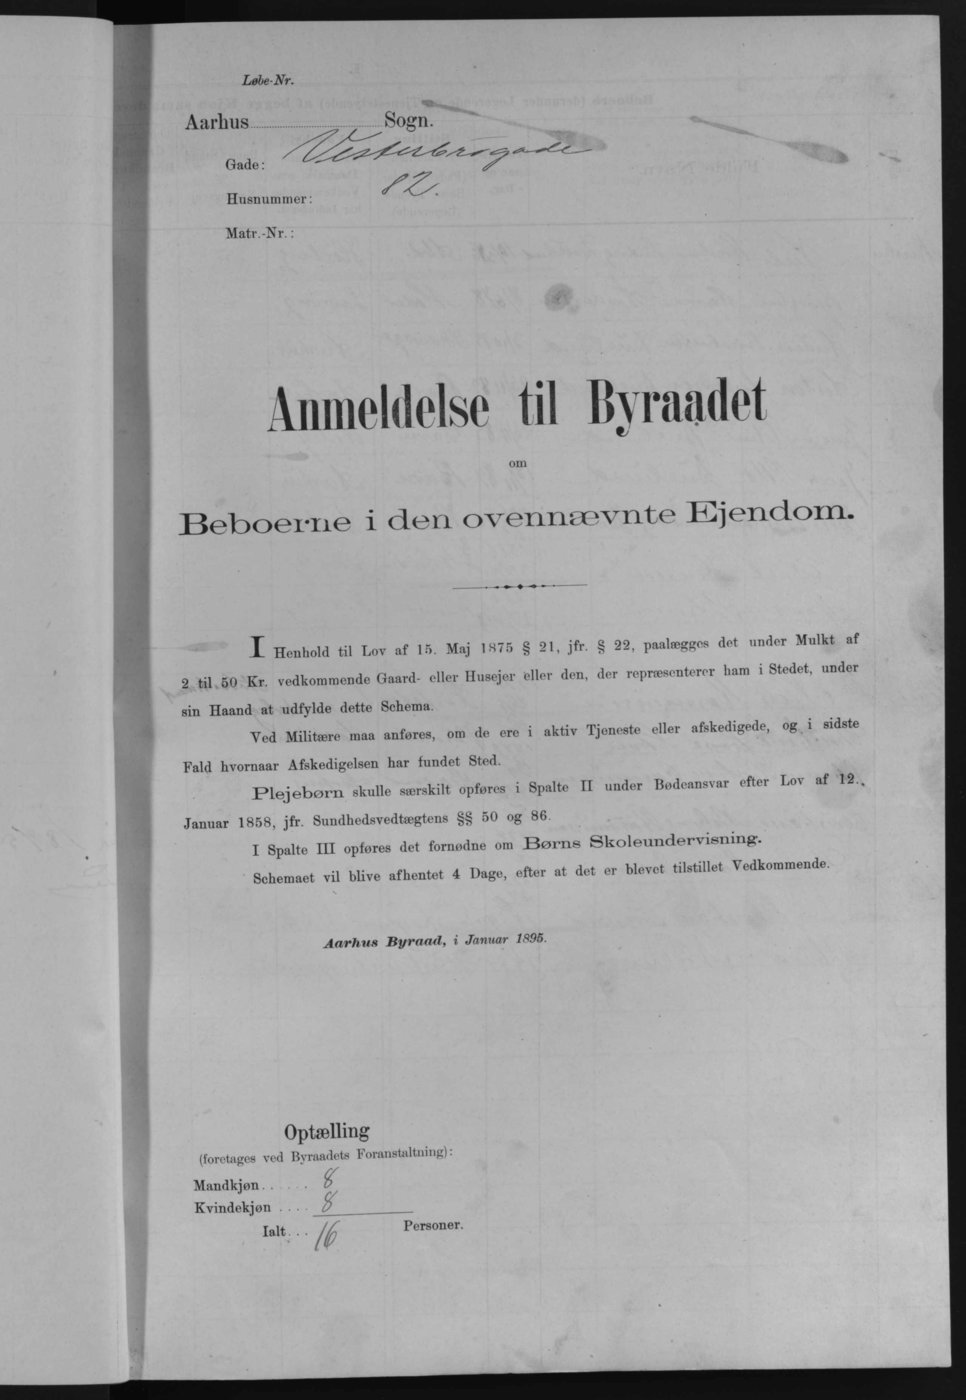 Løbe-Nr.
Aarhus Sogn.
Gade: Vesterbrogade
Husnummer: 82.
Matr.-Nr.:
Anmeldelse til Byraadet
om
Beboerne i den ovennævnte Ejendom.
I Henhold til Lov af 15. Maj 1875 § 21, jfr. § 22, paalægges det under Mulkt af
2 til 50 Kr. vedkommende Gaard- eller Husejer eller den, der repræsenterer ham i Stedet, under
sin Haand at udfylde dette Schema.
Ved Militære maa anføres, om de ere i aktiv Tjeneste eller afskedigede, og i sidste
Fald hvornaar Afskedigelsen har fundet Sted.
Plejebørn skulle særskilt opføres i Spalte II under Bødeansvar efter Lov af 12.
Januar 1858, jfr. Sundhedsvedtægtens §§ 50 og 86.
I Spalte III opføres det fornødne om Børns Skoleundervisning.
Schemaet vil blive afhentet 4 Dage, efter at det er blevet tilstillet Vedkommende.
Aarhus Byraad, i Januar 1895.
Optælling
(foretages ved Byraadets Foranstaltning):
Mandkjøn...... 8
Kvindekjøn .... 8
Ialt... 16 Personer.